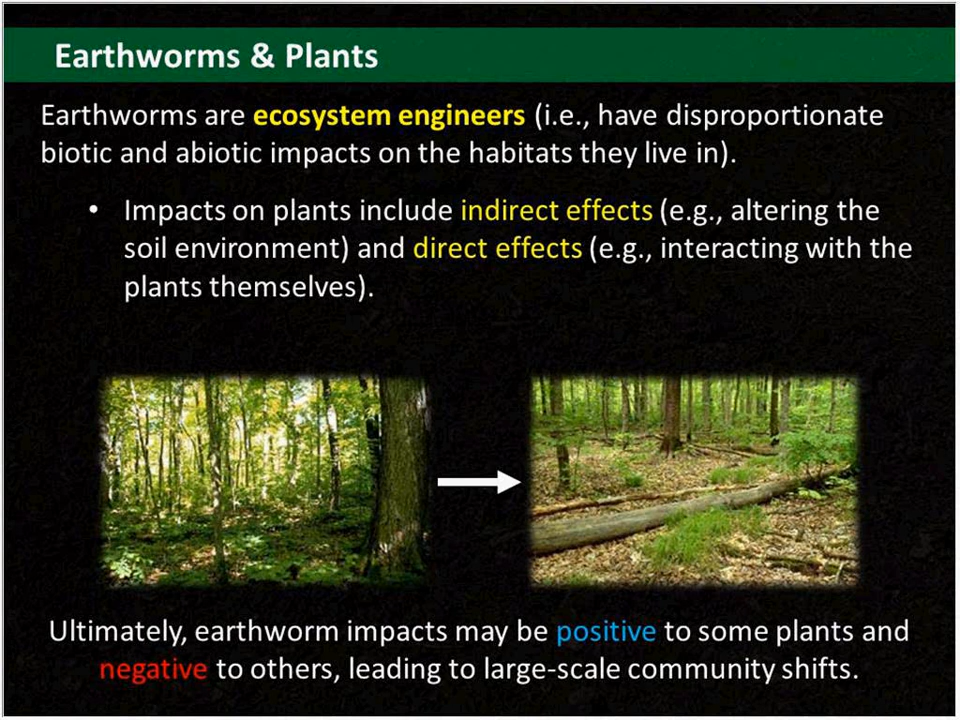 Earthworms & Plants
Earthworms are ecosystem engineers (i.e., have disproportionate
biotic and abiotic impacts on the habitats they live in).
• Impacts on plants include indirect effects (e.g., altering the
soil environment) and direct effects (e.g., interacting with the
plants themselves).
Ultimately, earthworm impacts may be positive to some plants and
negative to others, leading to large-scale community shifts.